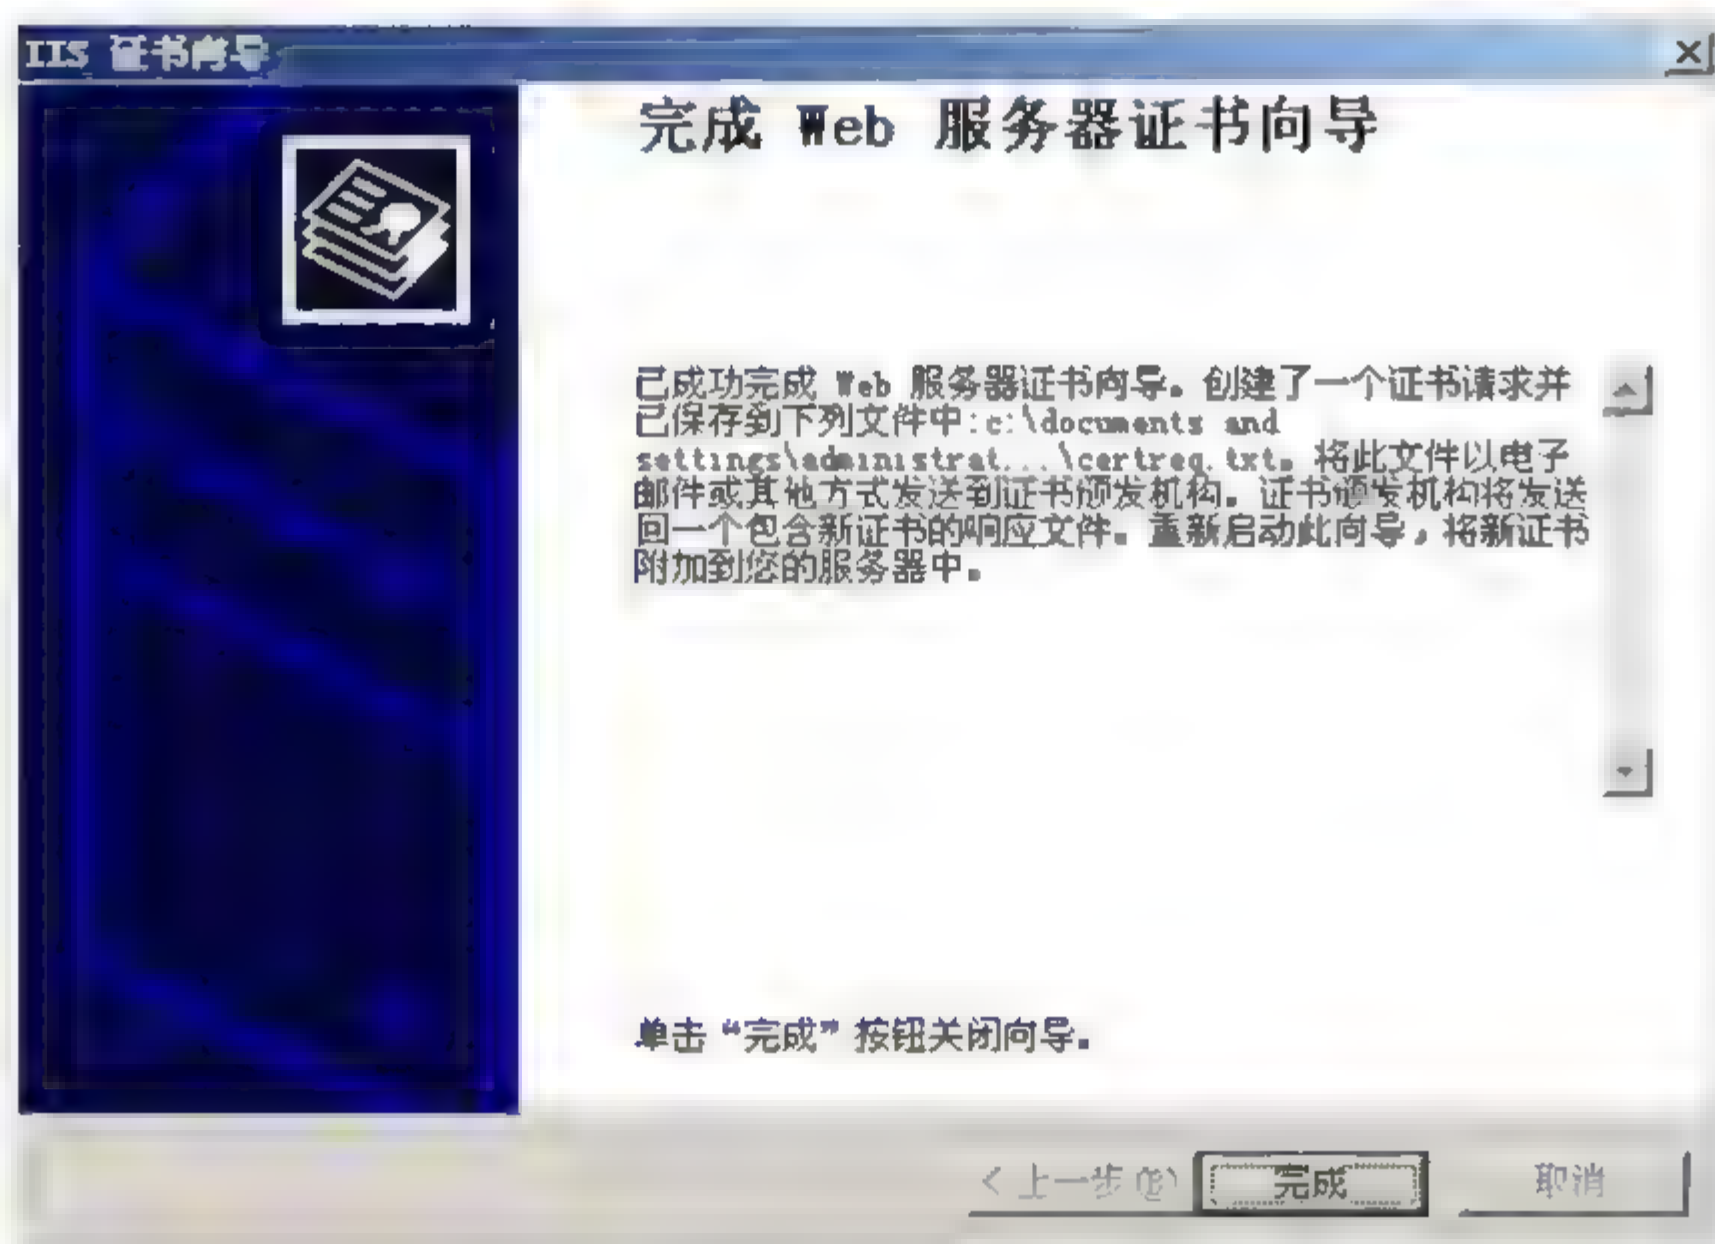 IIS 证书向导
完成 Web 服务器证书向导
已成功完成 Web 服务器证书向导。创建了一个证书请求并
已保存到下列文件中:c:\documents and
settings\administrat...\certreq.txt。将此文件以电子
邮件或其他方式发送到证书颁发机构。证书颁发机构将发送
回一个包含新证书的响应文件。重新启动此向导，将新证书
附加到您的服务器中。
单击“完成”按钮关闭向导。
< 上一步(B) 完成 取消